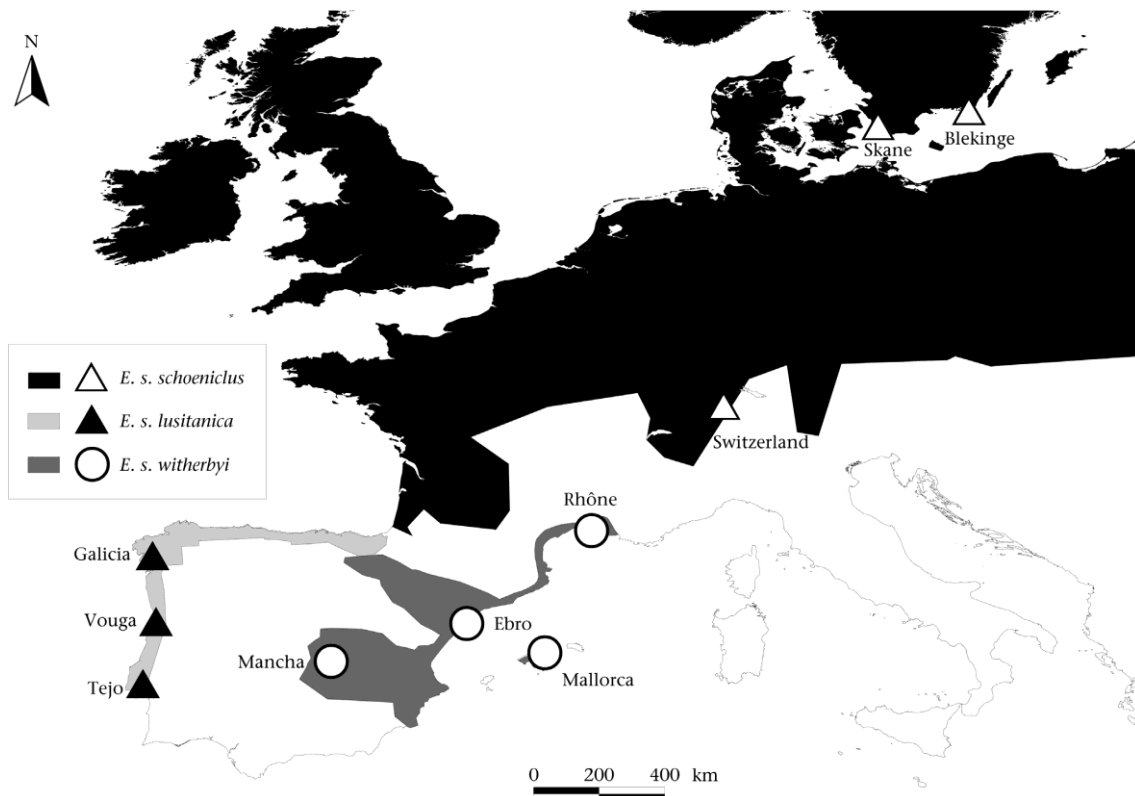 N
Skane
Blekinge
E. s. schoeniclus
E. s. lusitanica
E. s. witherbyi
Switzerland
Rhône
Galicia
Vouga
Ebro
Mancha
Mallorca
Tejo
0 200 400 km